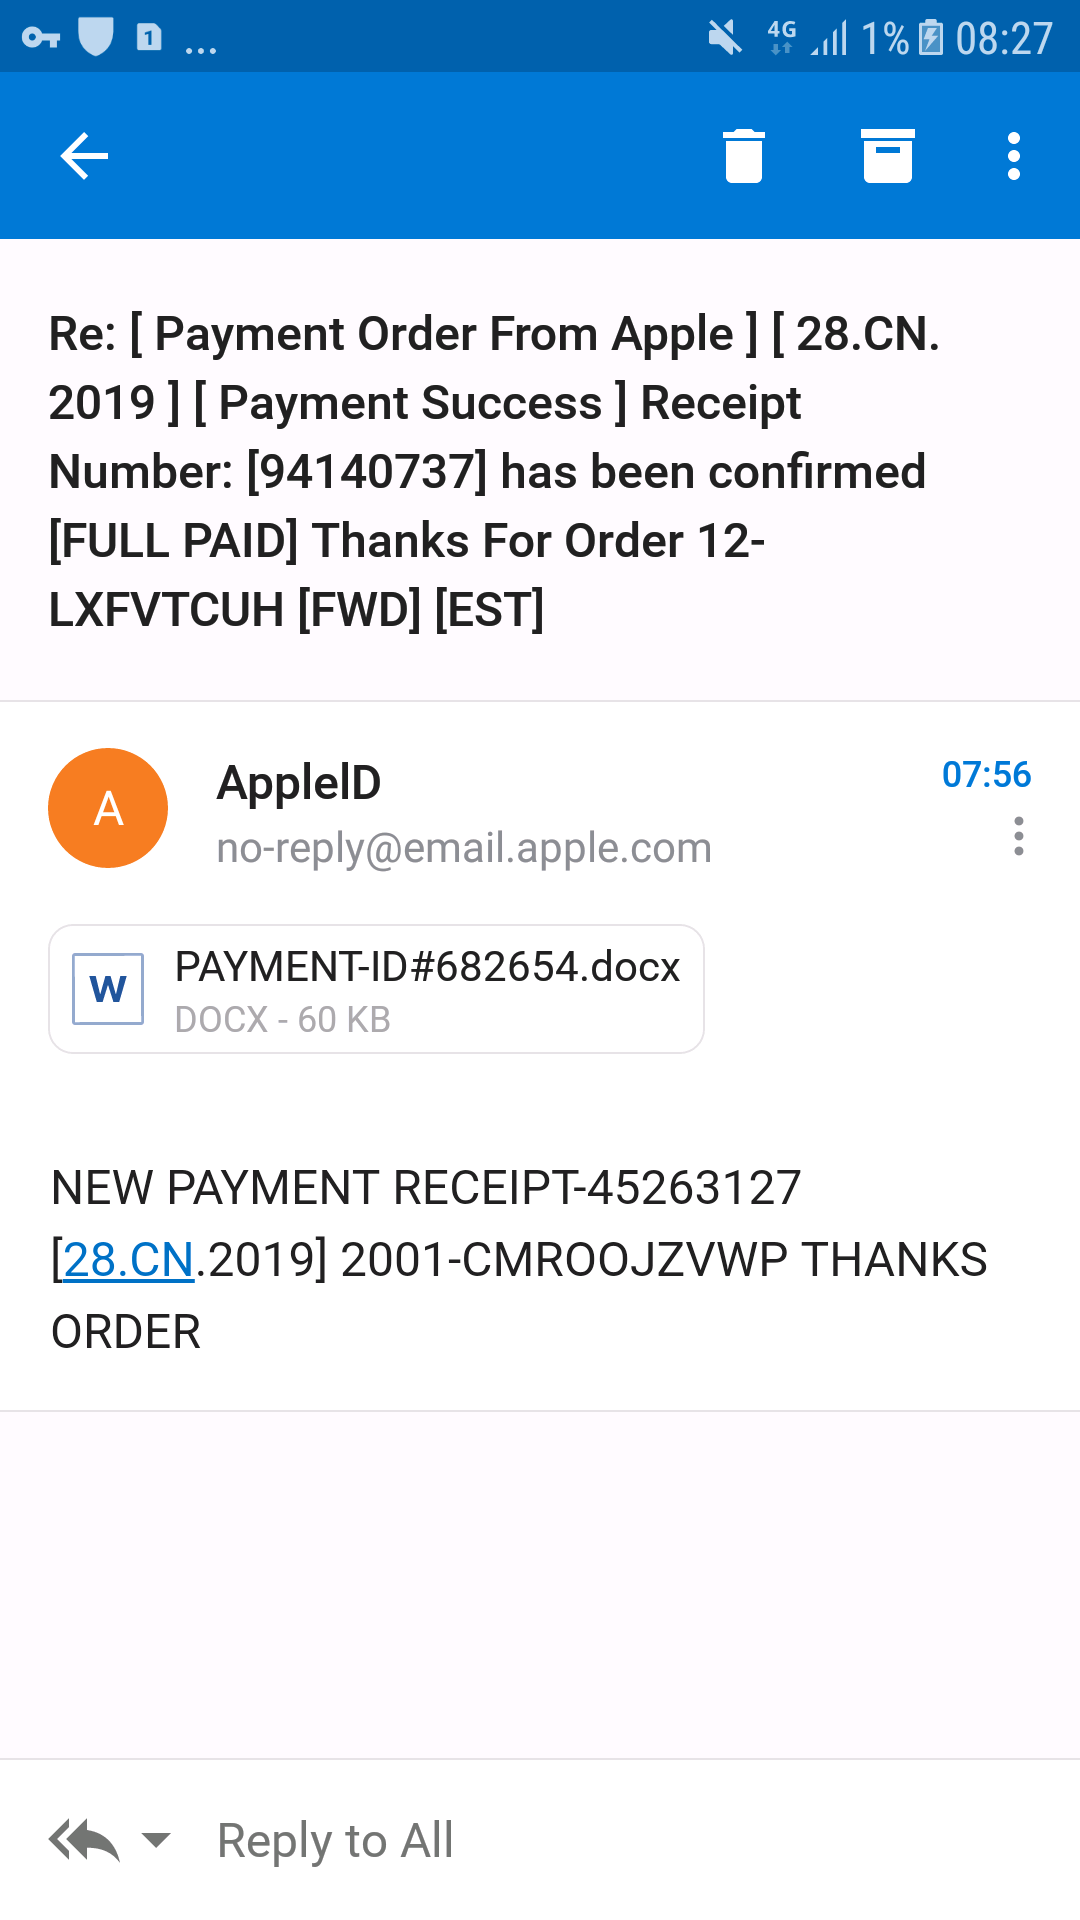 1 ... 4G 1% 08:27
Re: [ Payment Order From Apple ] [ 28.CN.
2019 ] [ Payment Success ] Receipt
Number: [94140737] has been confirmed
[FULL PAID] Thanks For Order 12-
LXFVTCUH [FWD] [EST]
A
AppleID
07:56
no-reply@email.apple.com
W
PAYMENT-ID#682654.docx
DOCX - 60 KB
NEW PAYMENT RECEIPT-45263127
[28.CN.2019] 2001-CMROOJZVWP THANKS
ORDER
Reply to All